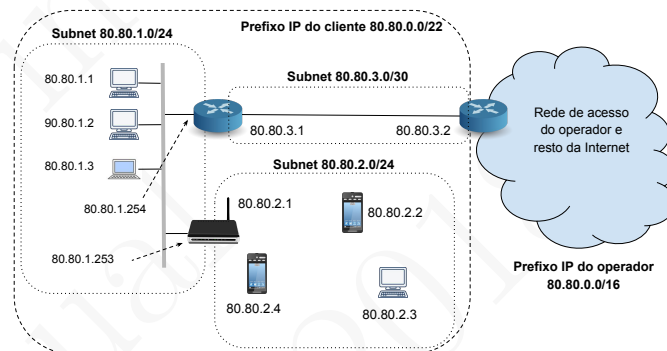 Prefixo IP do cliente 80.80.0.0/22
Subnet 80.80.1.0/24
80.80.1.1
90.80.1.2
80.80.1.3
80.80.1.254
80.80.1.253
Subnet 80.80.3.0/30
80.80.3.1
80.80.3.2
Subnet 80.80.2.0/24
80.80.2.1
80.80.2.2
80.80.2.4
80.80.2.3
Rede de acesso
do operador e
resto da Internet
Prefixo IP do operador
80.80.0.0/16